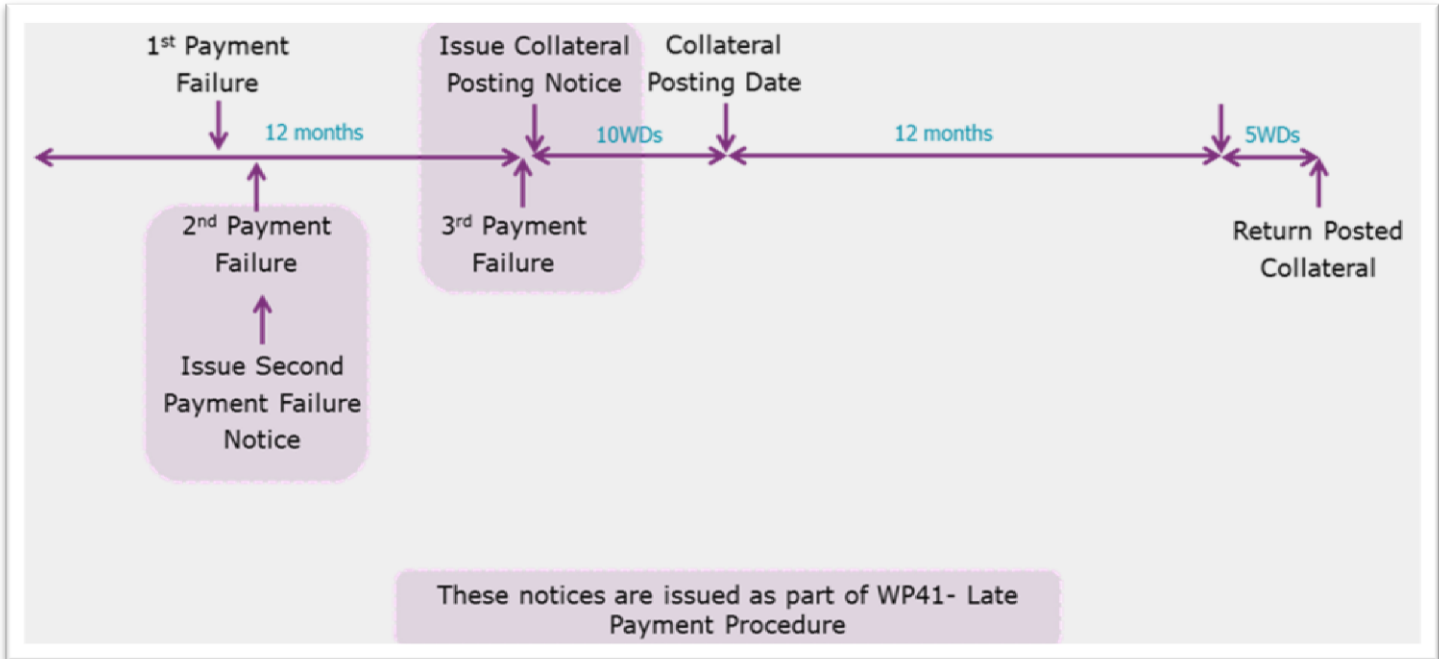 1st Payment
Failure
Issue Collateral
Posting Notice
Collateral
Posting Date
12 months
10WDs
12 months
5WDs
2nd Payment
Failure
3rd Payment
Failure
Return Posted
Collateral
Issue Second
Payment Failure
Notice
These notices are issued as part of WP41- Late
Payment Procedure